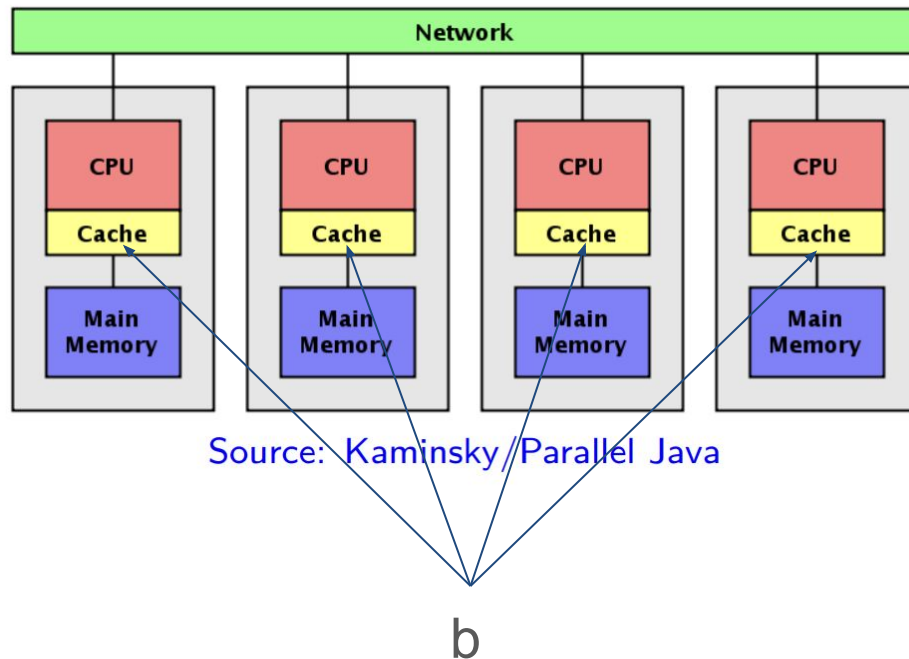 Network
CPU CPU CPU CPU
Cache Cache Cache Cache
Main Main Main Main
Memory Memory Memory Memory
Source: Kaminsky/Parallel Java
b